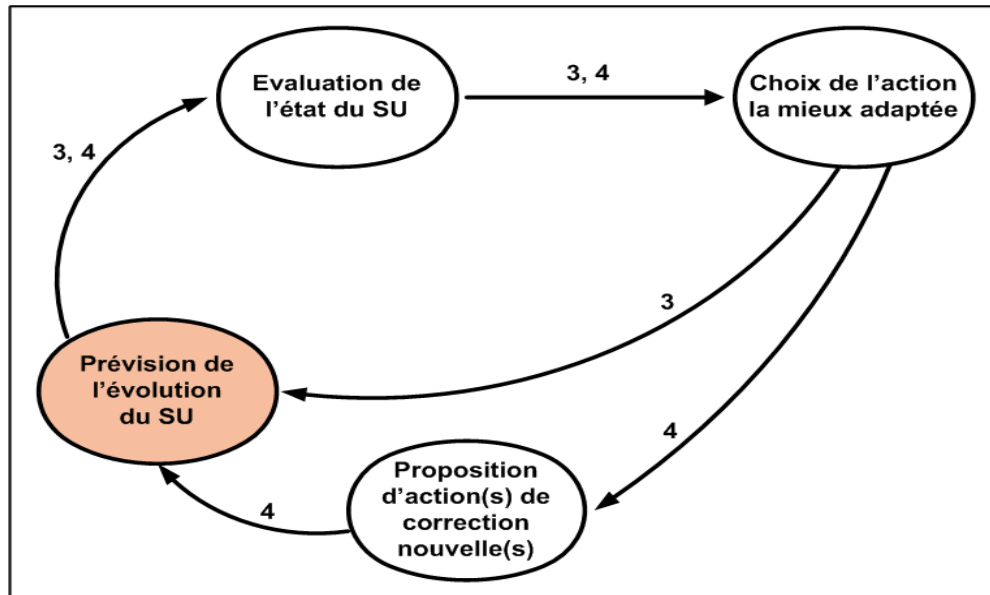 Evaluation de
l'état du SU
3, 4
Choix de l'action
la mieux adaptée
3, 4
3
Prévision de
l'évolution
du SU
4
Proposition
d'action(s) de
correction
nouvelle(s)
4